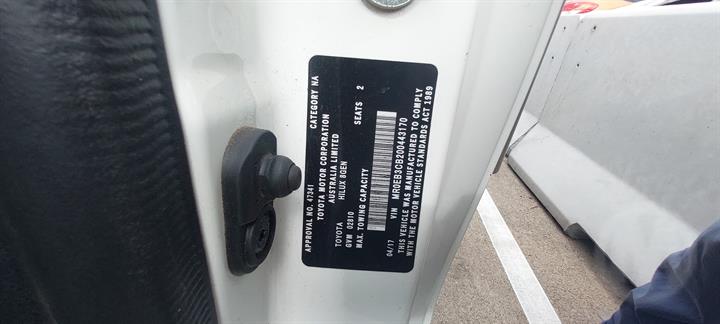 APPROVAL NO. 47341 CATEGORY NA
TOYOTA MOTOR CORPORATION
AUSTRALIA LIMITED
TOYOTA HILUX 8GEN
GVM 02810 SEATS 2
MAX. TOWING CAPACITY
04/17 VIN MR0EB3CB200443170
THIS VEHICLE WAS MANUFACTURED TO COMPLY
WITH THE MOTOR VEHICLE STANDARDS ACT 1989